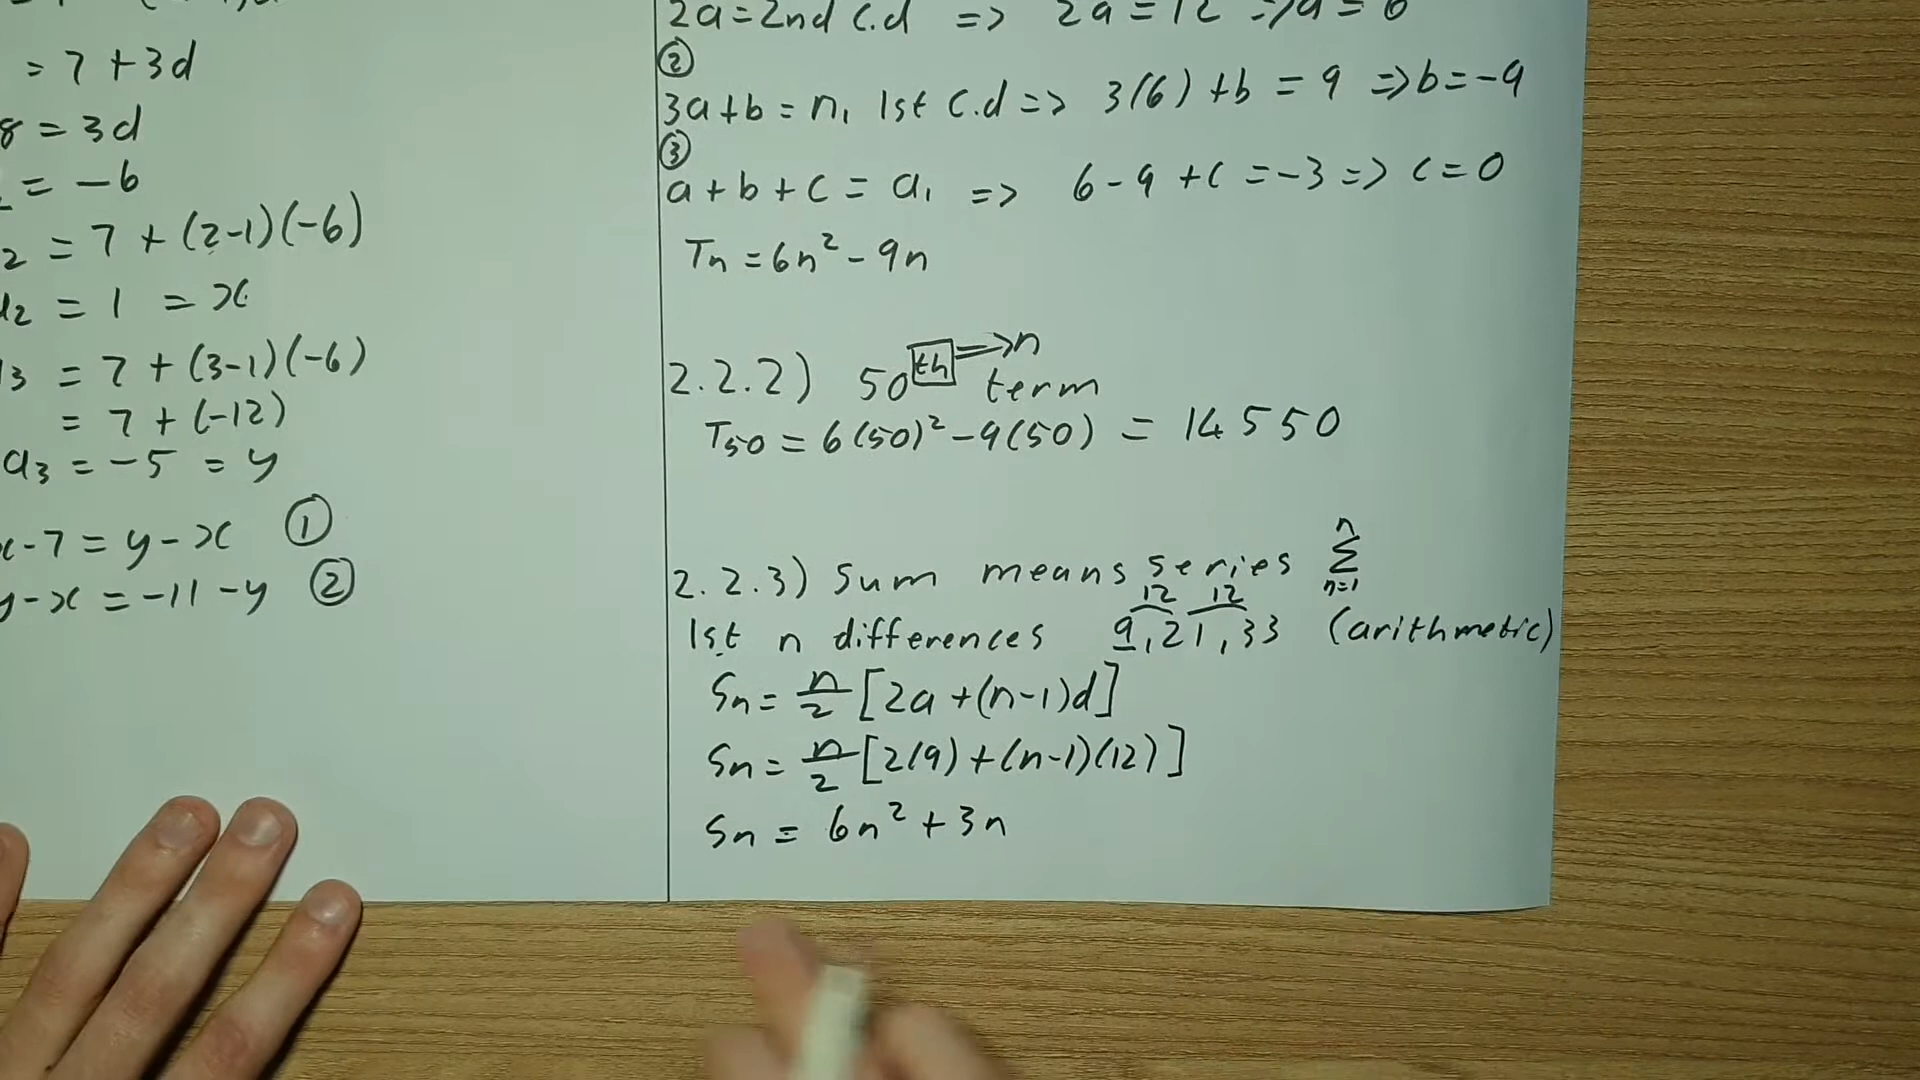 = 7 + 3d
8 = 3d
= -6
2 = 7 + (2-1)(-6)
a2 = 1 = x
3 = 7 + (3-1)(-6)
= 7 + (-12)
a3 = -5 = y
x-7 = y-x ①
y-x = -11-y ②
2a = 2nd C.d => 2a = 12 => a = 6
②
3a+b = n, 1st C.d => 3(6)+b = 9 => b = -9
③
a+b+c = a1 => 6-9+c = -3 => c = 0
Tn = 6n² - 9n
2.2.2) 50th term => n
T50 = 6(50)² - 9(50) = 14550
2.2.3) Sum means series n Σ n=1
12 12
1st n differences 9, 21, 33 (arithmetic)
Sn = n/2 [2a + (n-1)d]
Sn = n/2 [2(9) + (n-1)(12)]
Sn = 6n² + 3n